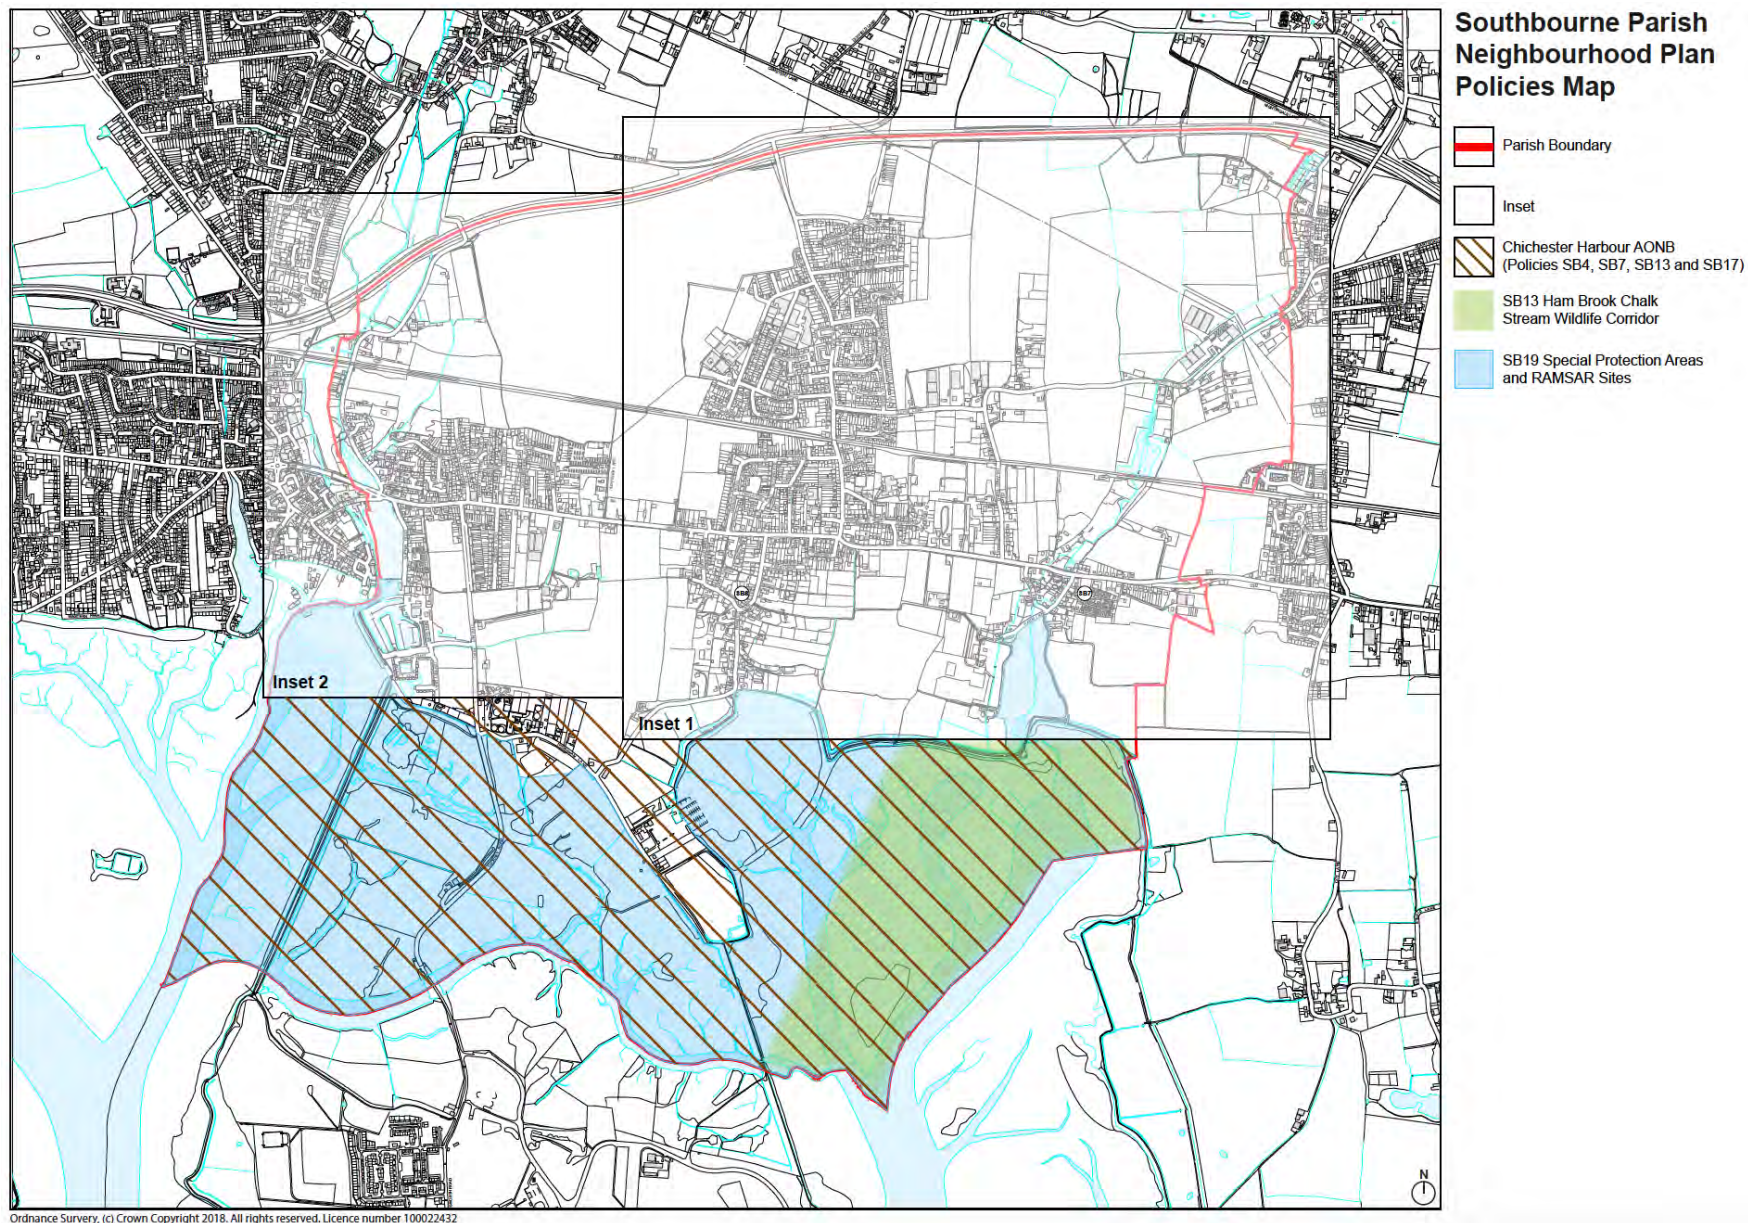 Southbourne Parish
Neighbourhood Plan
Policies Map
Parish Boundary
Inset
Chichester Harbour AONB
(Policies SB4, SB7, SB13 and SB17)
SB13 Ham Brook Chalk
Stream Wildlife Corridor
SB19 Special Protection Areas
and RAMSAR Sites
SB7
Inset 2
Inset 1
N
Ordnance Survey, (c) Crown Copyright 2018. All rights reserved. Licence number 100022432